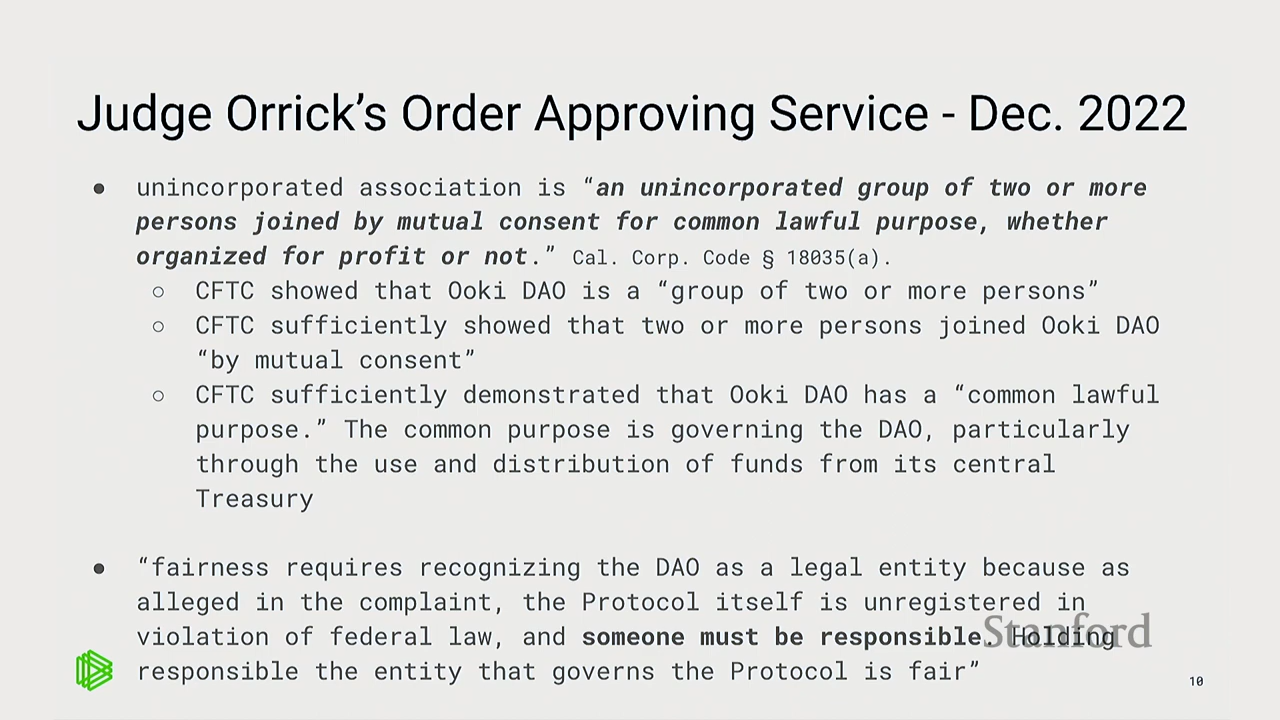 Judge Orrick’s Order Approving Service - Dec. 2022
● unincorporated association is “an unincorporated group of two or more
persons joined by mutual consent for common lawful purpose, whether
organized for profit or not.” Cal. Corp. Code § 18035(a).
○ CFTC showed that Ooki DAO is a “group of two or more persons”
○ CFTC sufficiently showed that two or more persons joined Ooki DAO
“by mutual consent”
○ CFTC sufficiently demonstrated that Ooki DAO has a “common lawful
purpose.” The common purpose is governing the DAO, particularly
through the use and distribution of funds from its central
Treasury
● “fairness requires recognizing the DAO as a legal entity because as
alleged in the complaint, the Protocol itself is unregistered in
violation of federal law, and someone must be responsible. Holding
responsible the entity that governs the Protocol is fair”
Stanford
10